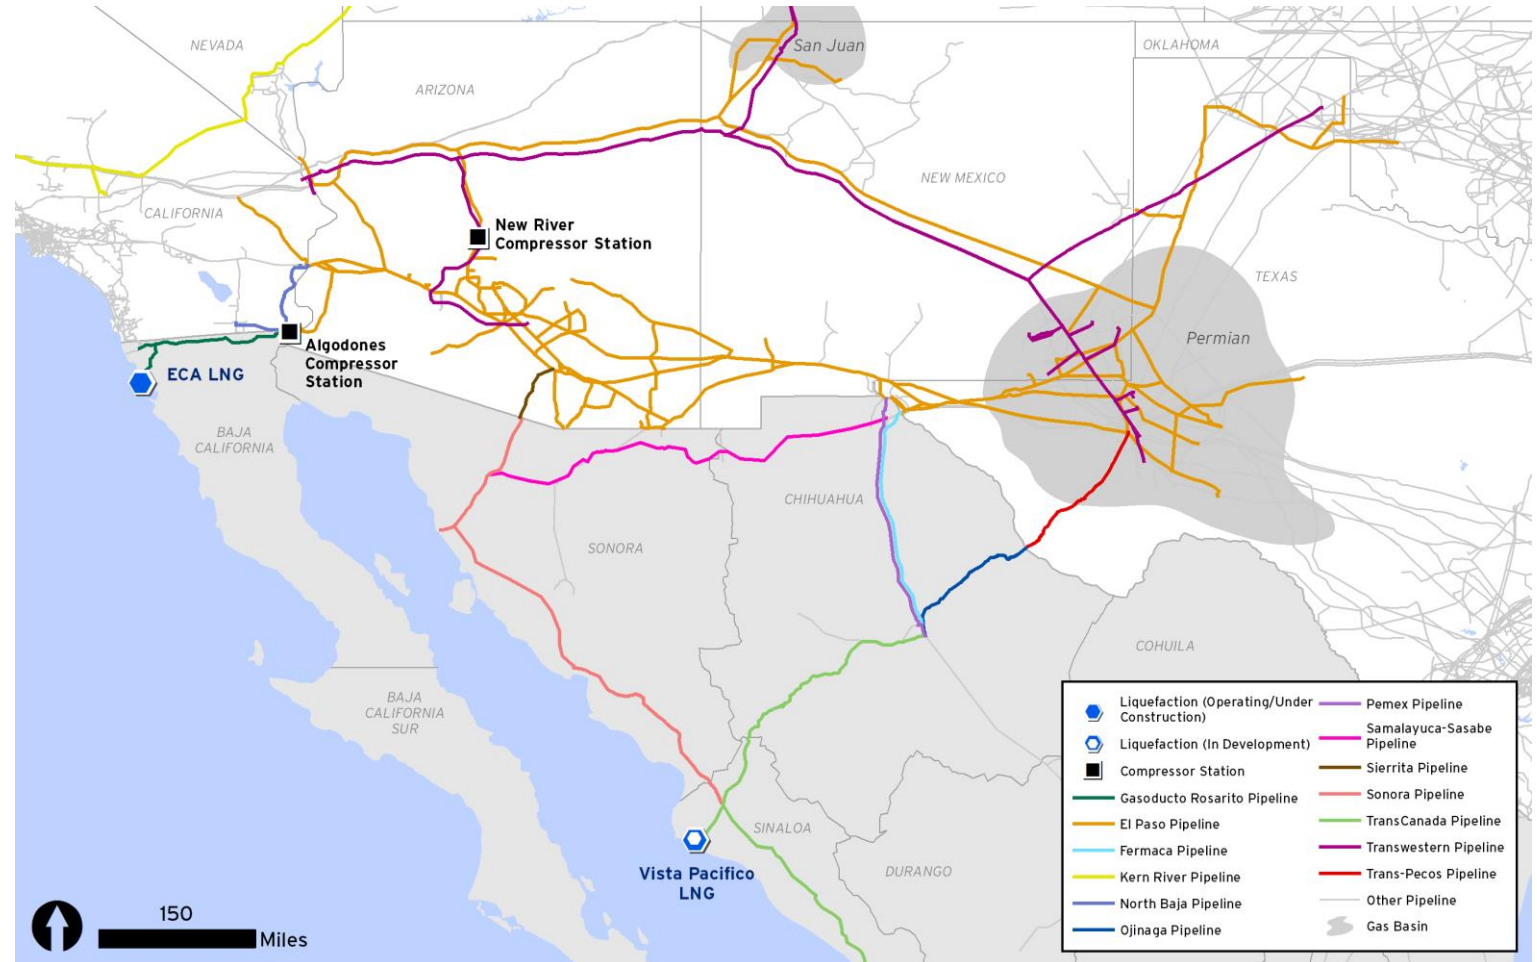 NEVADA
San Juan
OKLAHOMA
ARIZONA
NEW MEXICO
CALIFORNIA
New River
Compressor Station
TEXAS
Permian
Algodones
Compressor
Station
ECA LNG
BAJA
CALIFORNIA
CHIHUAHUA
SONORA
COHUILA
BAJA
CALIFORNIA
SUR
SINALOA
DURANGO
Vista Pacifico
LNG
150
Miles
Liquefaction (Operating/Under
Construction)
Liquefaction (In Development)
Compressor Station
Gasoducto Rosarito Pipeline
El Paso Pipeline
Fermaca Pipeline
Kern River Pipeline
North Baja Pipeline
Ojinaga Pipeline
Pemex Pipeline
Samalayuca-Sasabe
Pipeline
Sierrita Pipeline
Sonora Pipeline
TransCanada Pipeline
Transwestern Pipeline
Trans-Pecos Pipeline
Other Pipeline
Gas Basin